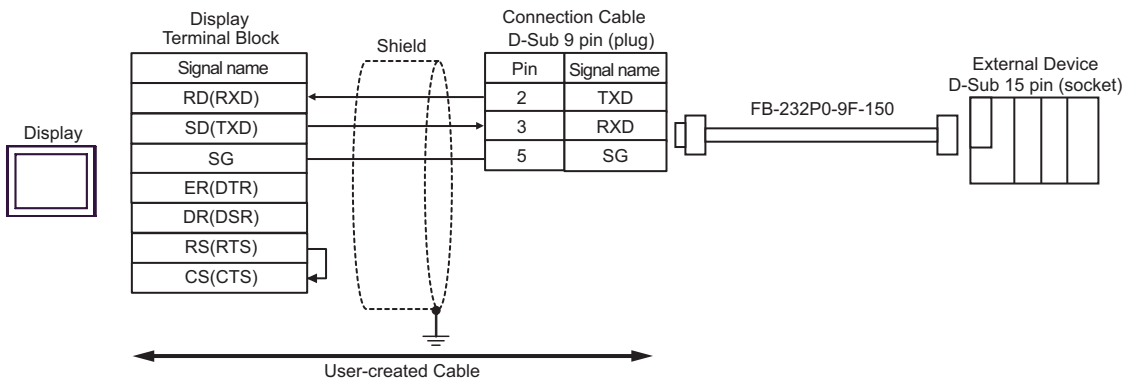 Display
Terminal Block
Shield
Connection Cable
D-Sub 9 pin (plug)
External Device
D-Sub 15 pin (socket)
Signal name
Pin
Signal name
RD(RXD)
2
TXD
SD(TXD)
3
RXD
SG
5
SG
ER(DTR)
DR(DSR)
RS(RTS)
CS(CTS)
FB-232P0-9F-150
Display
User-created Cable